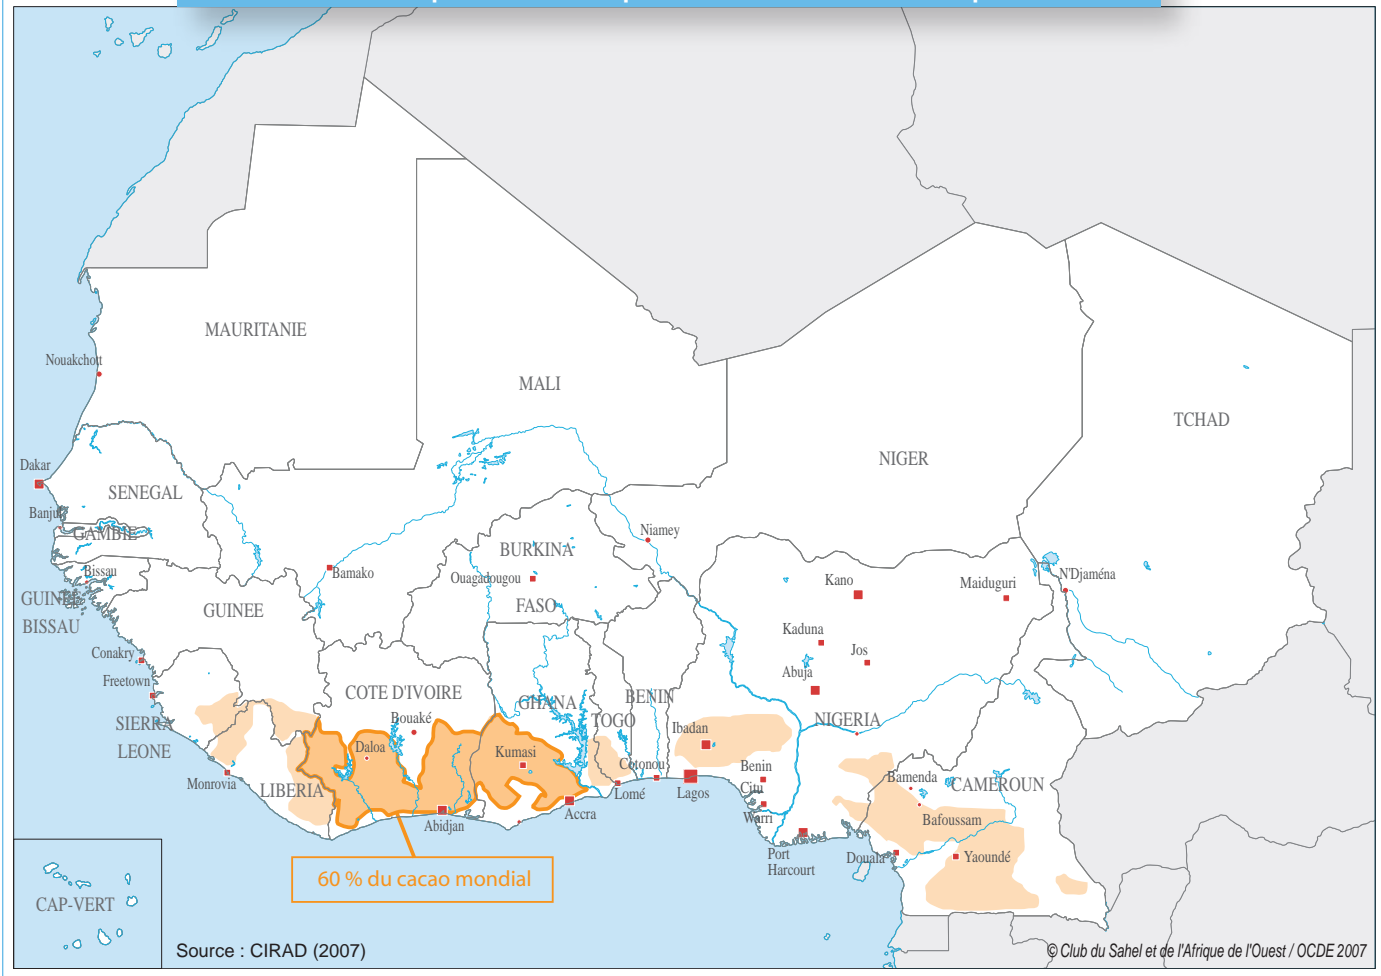 MAURITANIE
Nouakchott
MALI
TCHAD
NIGER
Dakar
SENEGAL
Banjul
GAMBIE
Niamey
BURKINA
Bissau
Bamako
Ouagadougou
Kano
Maiduguri
N'Djaména
GUINEE
BISSAU
GUINEE
FASO
Kaduna
Jos
Conakry
Abuja
Freetown
COTE D'IVOIRE
GHANA
BENIN
SIERRA
LEONE
Bouaké
TOGO
Ibadan
NIGERIA
Daloa
Kumasi
Cotonou
Benin
Citu
Bamenda
CAMEROUN
Monrovia
LIBERIA
Abidjan
Accra
Lomé
Lagos
Warri
Bafoussam
Port
Harcourt
Douala
Yaoundé
60 % du cacao mondial
CAP-VERT
Source : CIRAD (2007)
© Club du Sahel et de l'Afrique de l'Ouest / OCDE 2007